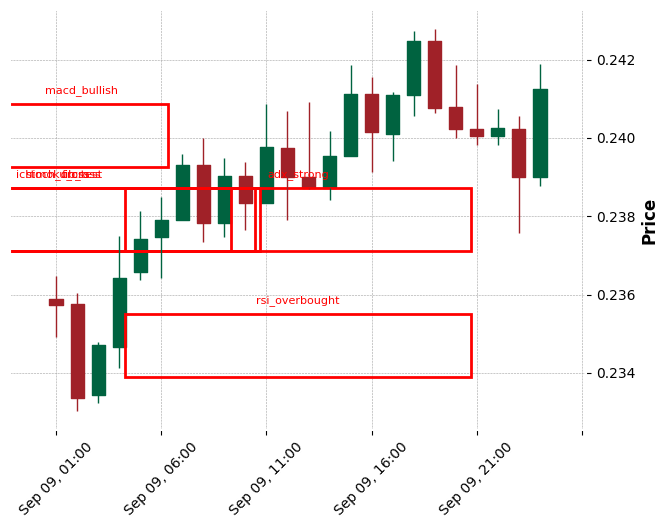 macd_bullish
adx_strong
rsi_overbought
0.242
0.240
0.238
0.236
0.234
Price
Sep 09, 01:00
Sep 09, 06:00
Sep 09, 11:00
Sep 09, 16:00
Sep 09, 21:00